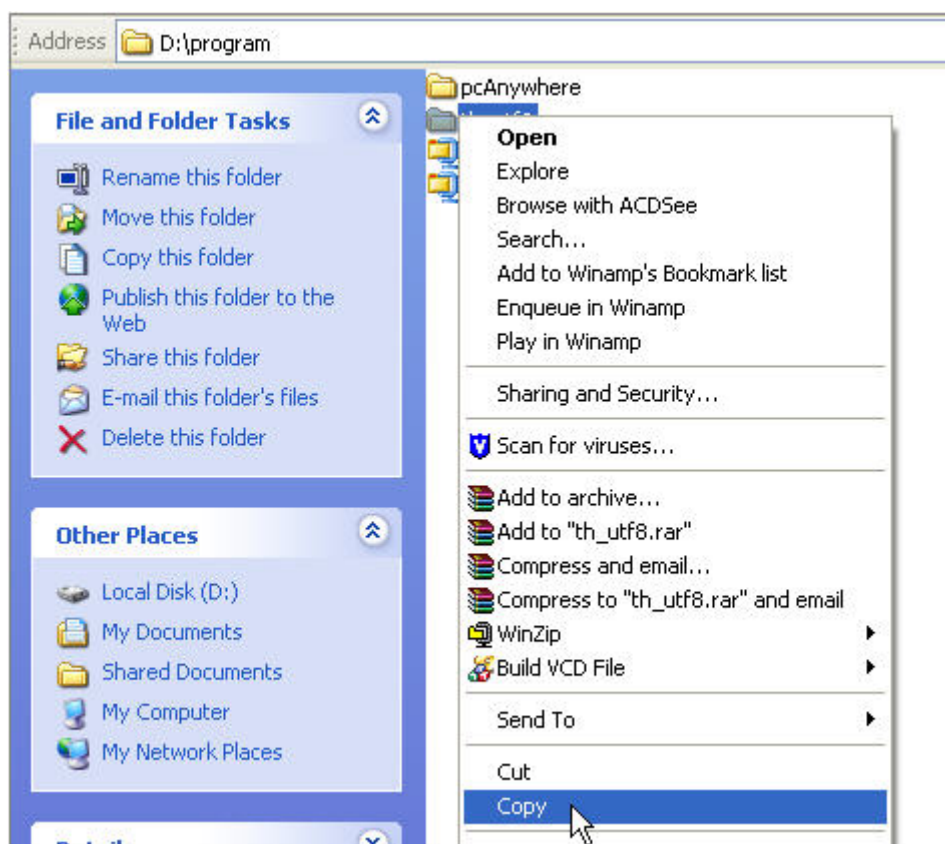 Address D:\program
File and Folder Tasks
Rename this folder
Move this folder
Copy this folder
Publish this folder to the
Web
Share this folder
E-mail this folder's files
Delete this folder
Other Places
Local Disk (D:)
My Documents
Shared Documents
My Computer
My Network Places
pcAnywhere
Open
Explore
Browse with ACDSee
Search...
Add to Winamp's Bookmark list
Enqueue in Winamp
Play in Winamp
Sharing and Security...
Scan for viruses...
Add to archive...
Add to "th_utf8.rar"
Compress and email...
Compress to "th_utf8.rar" and email
WinZip
Build VCD File
Send To
Cut
Copy